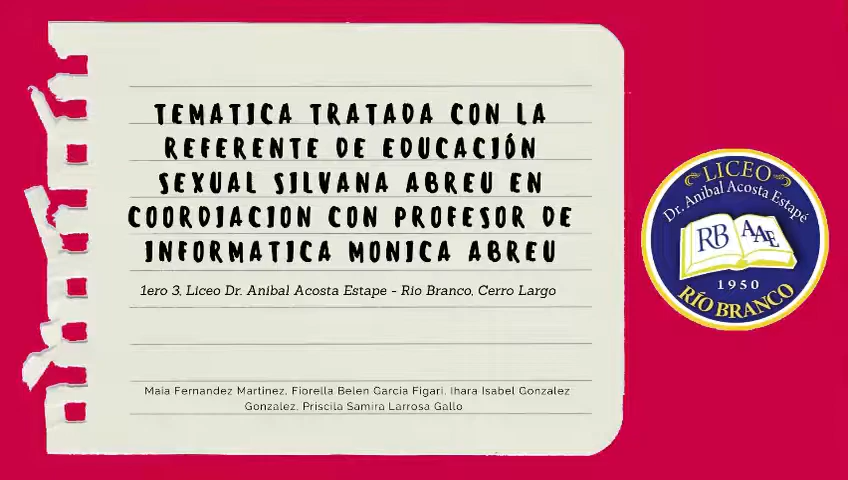 TEMATICA TRATADA CON LA
REFERENTE DE EDUCACIÓN
SEXUAL SILVANA ABREU EN
COORDIACION CON PROFESOR DE
INFORMATICA MONICA ABREU
1ero 3, Liceo Dr. Anibal Acosta Estape - Rio Branco, Cerro Largo
Maia Fernandez Martinez, Fiorella Belen Garcia Figari, Ihara Isabel Gonzalez
Gonzalez, Priscila Samira Larrosa Gallo
LICEO
Dr. Anibal Acosta Estapé
RB AAE
1950
RÍO BRANCO